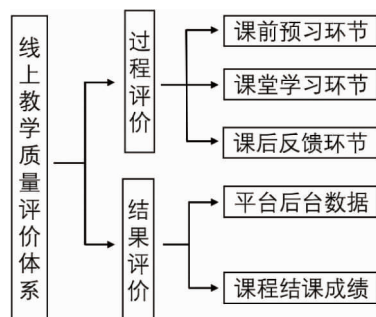 线上教学质量评价体系
过程评价
课前预习环节
课堂学习环节
课后反馈环节
结果评价
平台后台数据
课程结课成绩